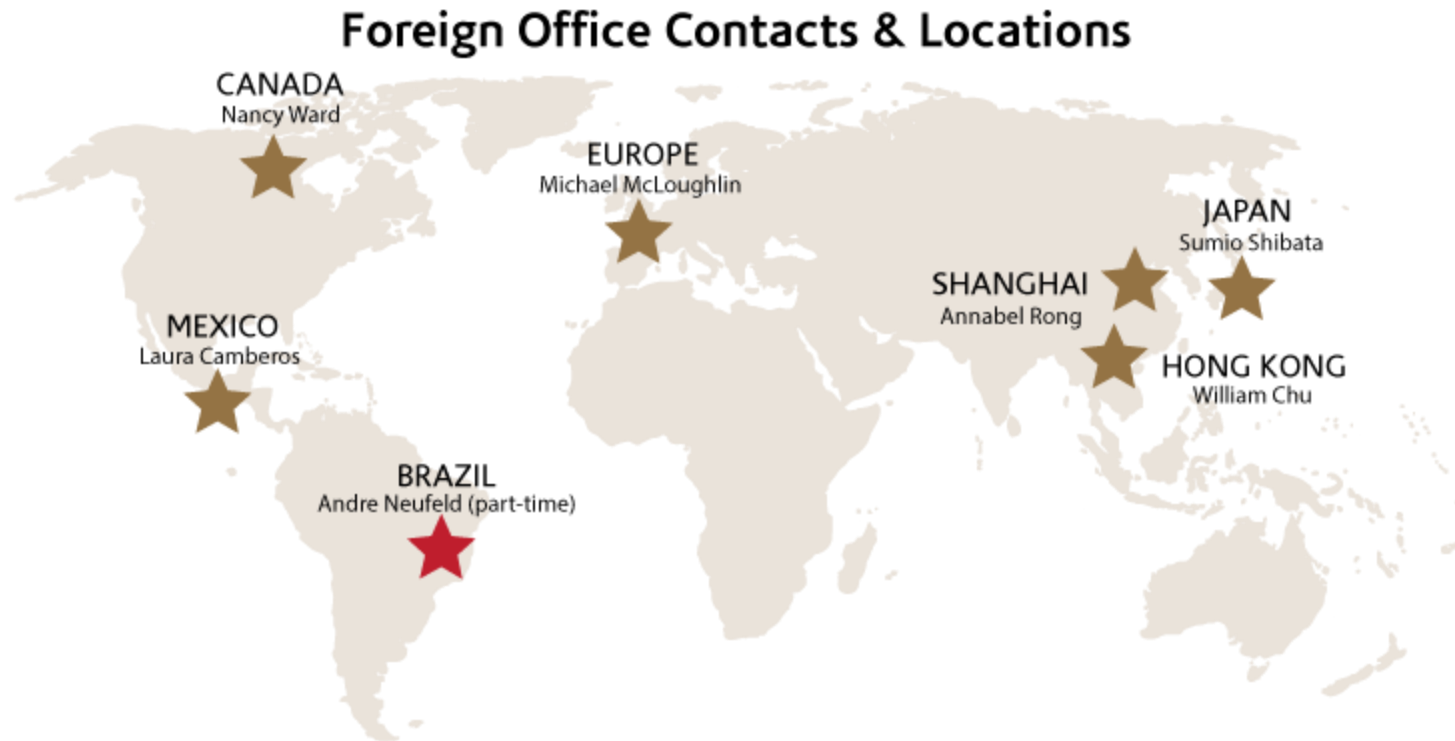 Foreign Office Contacts & Locations
CANADA
Nancy Ward
EUROPE
Michael McLoughlin
JAPAN
Sumio Shibata
SHANGHAI
Annabel Rong
MEXICO
Laura Camberos
HONG KONG
William Chu
BRAZIL
Andre Neufeld (part-time)